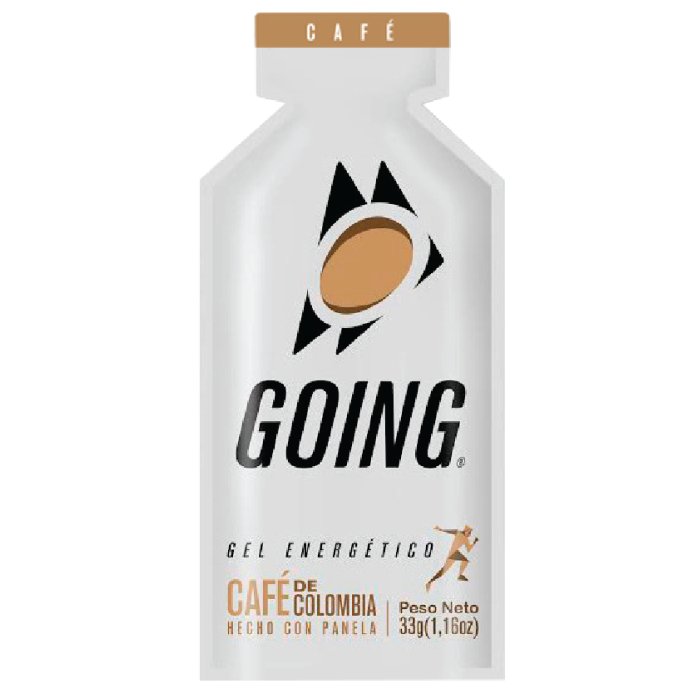 CAFÉ
GOING®
GEL ENERGÉTICO
CAFÉ DE COLOMBIA
HECHO CON PANELA
Peso Neto
33g(1,16oz)